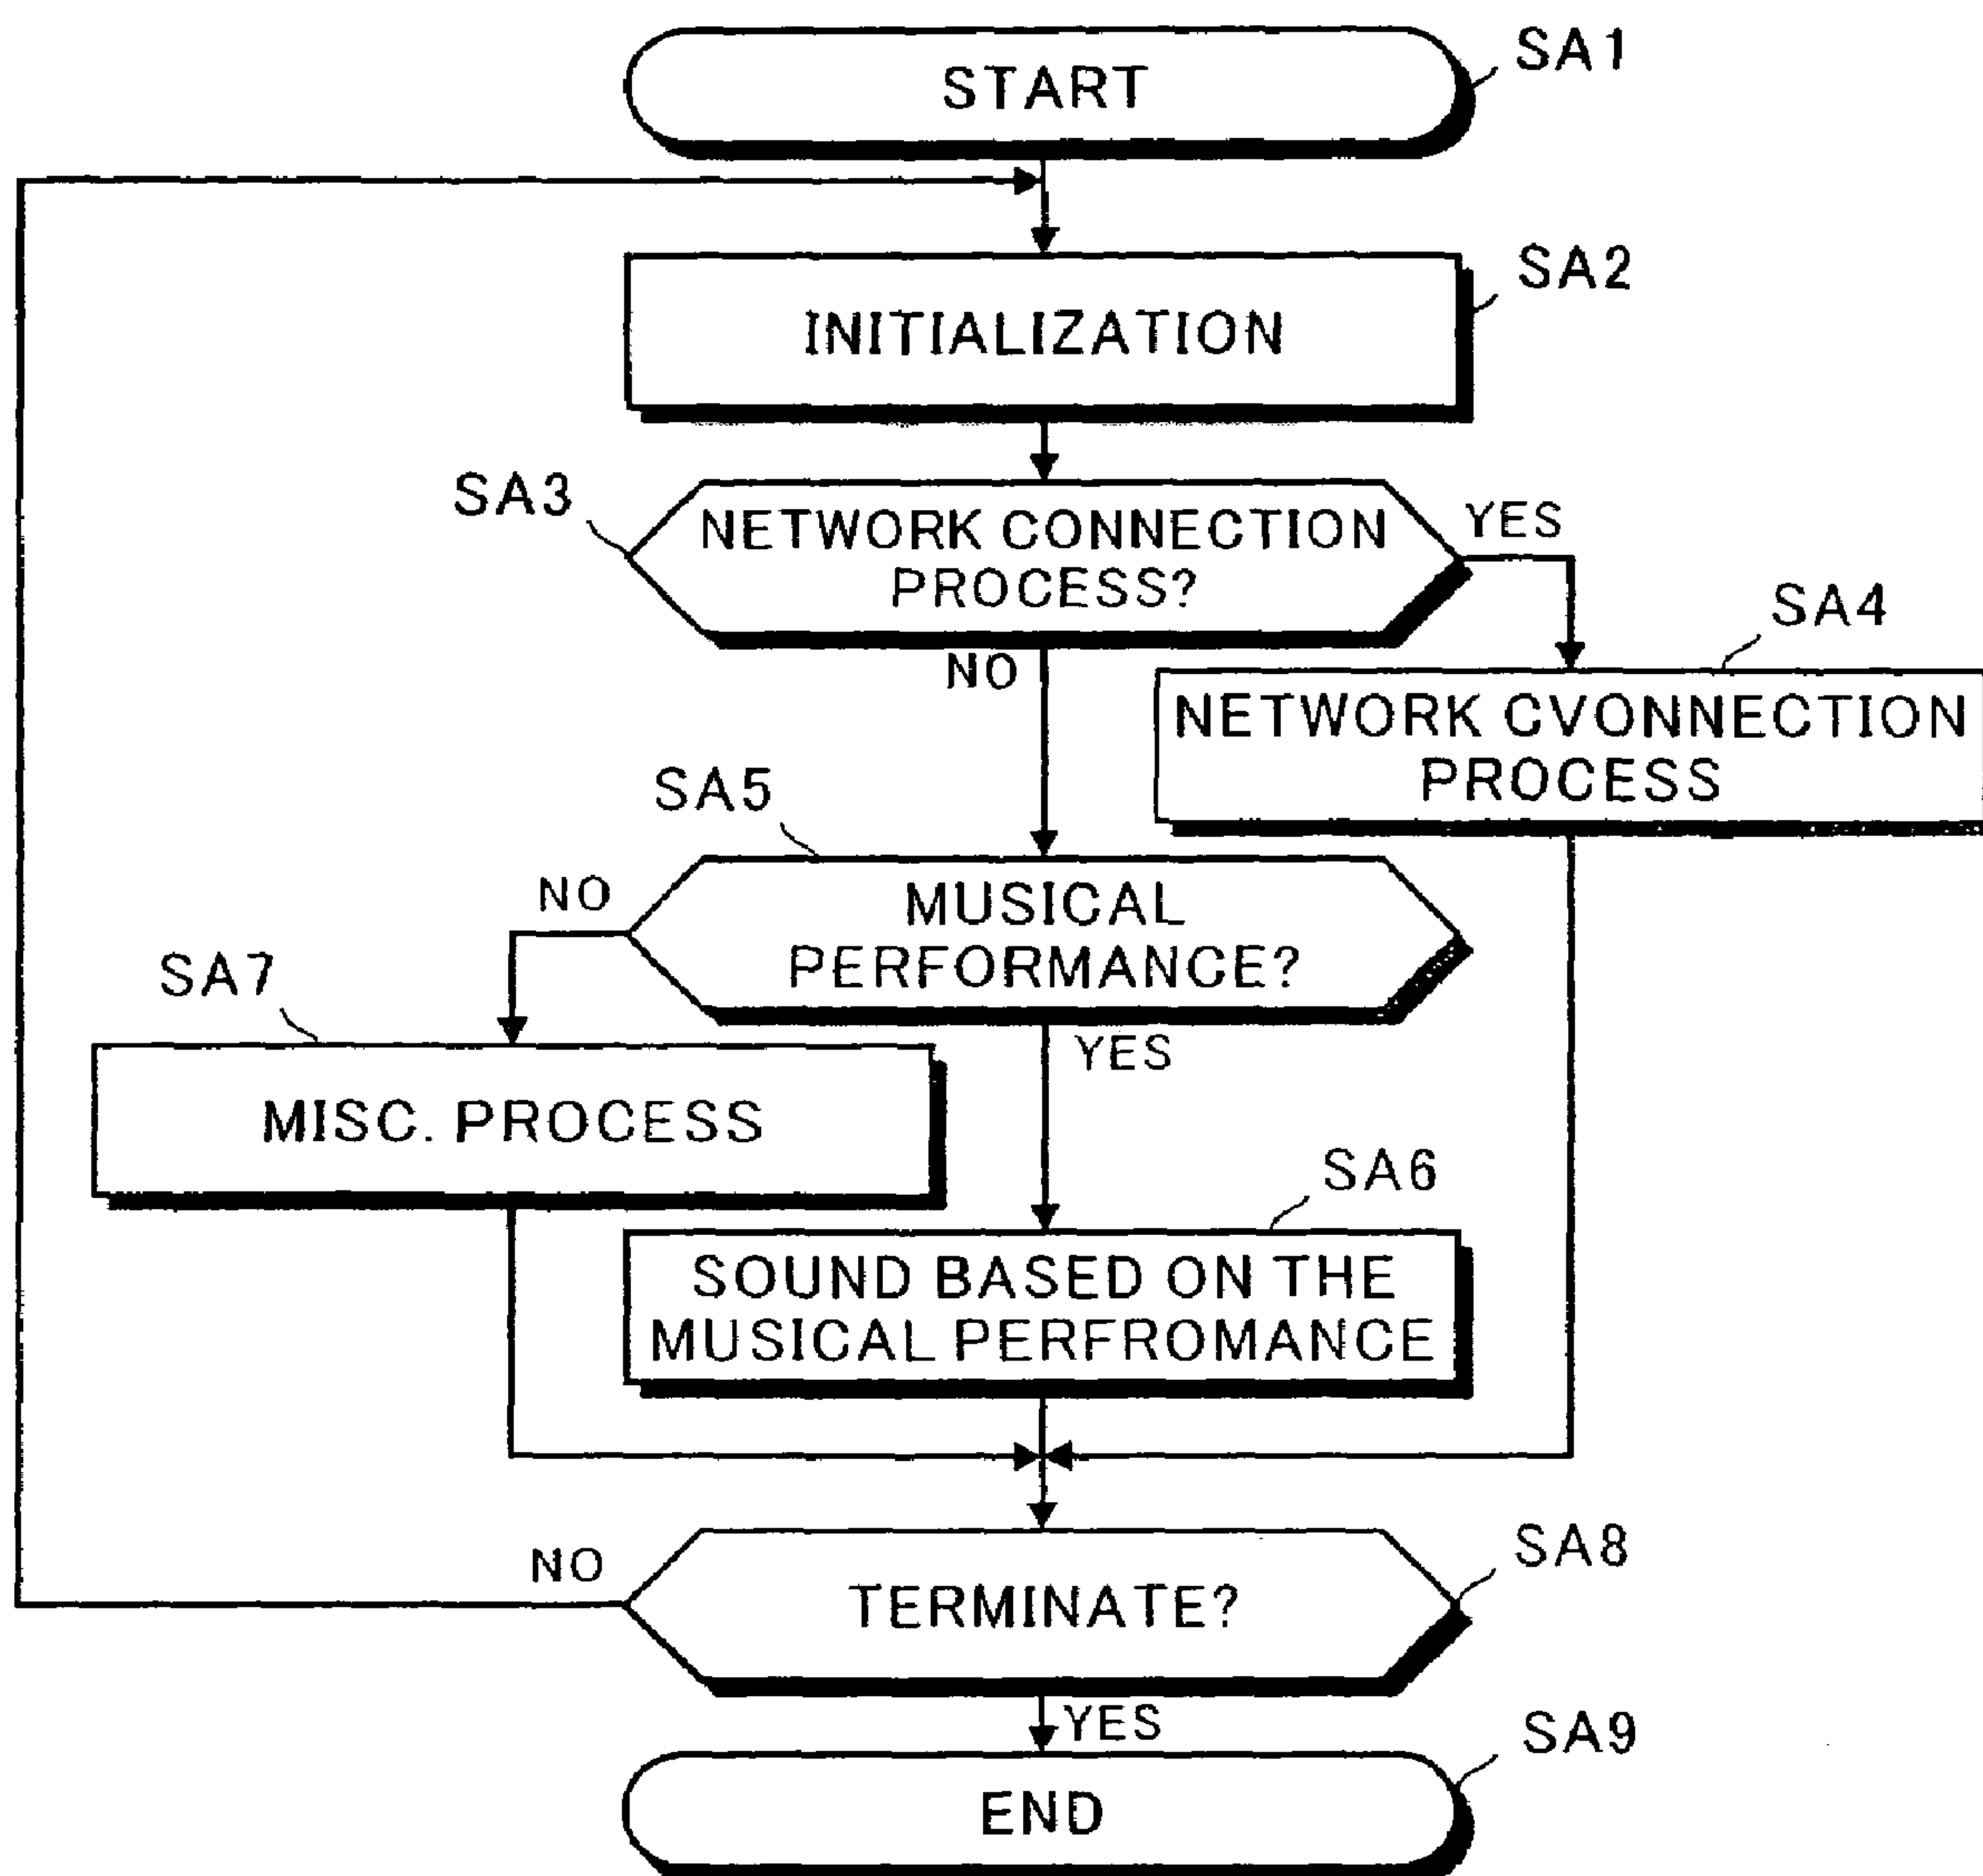 START
SA1
INITIALIZATION
SA2
SA3
NETWORK CONNECTION
PROCESS?
YES
NO
SA4
NETWORK CVONNECTION
PROCESS
SA5
MUSICAL
PERFORMANCE?
NO
YES
SA7
MISC. PROCESS
SA6
SOUND BASED ON THE
MUSICAL PERFROMANCE
SA8
TERMINATE?
NO
YES
SA9
END